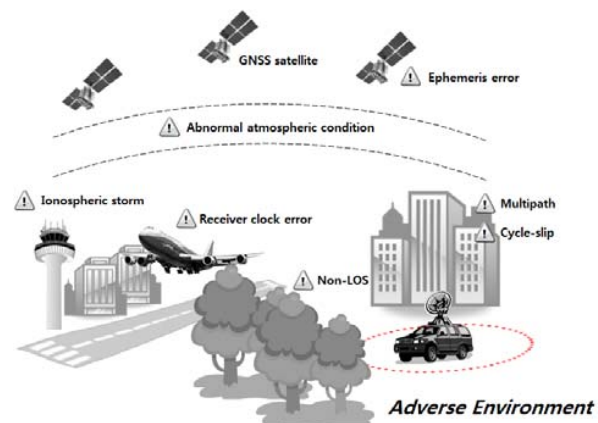 GNSS satellite
Ephemeris error
Abnormal atmospheric condition
Ionospheric storm
Receiver clock error
Multipath
Cycle-slip
Non-LOS
Adverse Environment